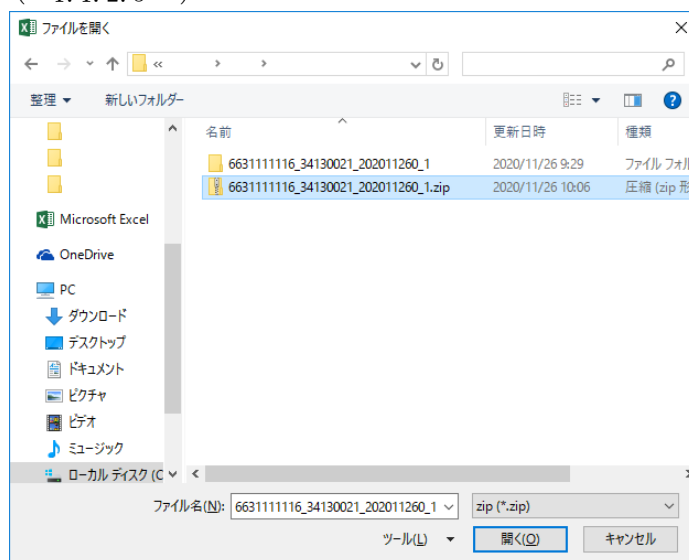 ファイルを開く
«
整理 新しいフォルダー
名前 更新日時 種類
6631111116_34130021_202011260_1 2020/11/26 9:29 ファイル フォル
6631111116_34130021_202011260_1.zip 2020/11/26 10:06 圧縮 (zip 形
Microsoft Excel
OneDrive
PC
ダウンロード
デスクトップ
ドキュメント
ピクチャ
ビデオ
ミュージック
ローカル ディスク (C
ファイル名(N): 6631111116_34130021_202011260_1 zip (*.zip)
ツール(L) 開く(O) キャンセル